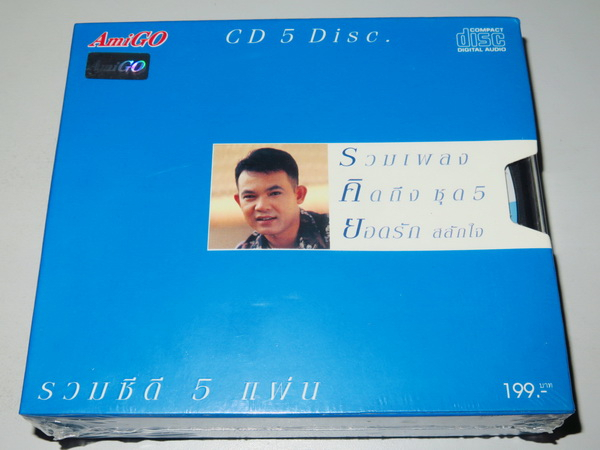 AmiGO
CD 5 Disc.
COMPACT
disc
DIGITAL AUDIO
AmiGO
รวมเพลง
คิดถึง ชุด 5
ยอดรัก สลักใจ
รวมซีดี 5 แผ่น
199.- บาท